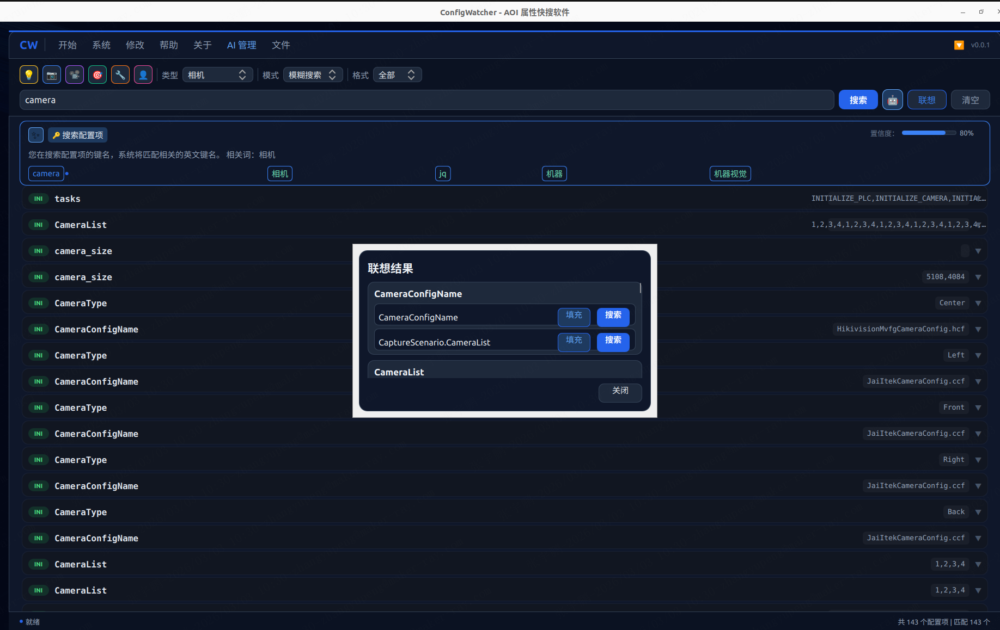 ConfigWatcher - AOI 属性快搜软件
CW 开始 系统 修改 帮助 关于 AI 管理 文件 v0.0.1
类型 相机 模式 模糊搜索 格式 全部
camera 搜索 联想 清空
搜索配置项 置信度： 80%
您在搜索配置项的键名，系统将匹配相关的英文键名。 相关词：相机
camera 相机 jq 机器 机器视觉
INI tasks INITIALIZE_PLC,INITIALIZE_CAMERA,INITIAL…
INI CameraList 1,2,3,4,1,2,3,4,1,2,3,4,1,2,3,4,1,2,3,4,…
INI camera_size
INI camera_size 5108,4084
INI CameraType Center
INI CameraConfigName HikivisionMvfgCameraConfig.hcf
INI CameraType Left
INI CameraConfigName JaiItekCameraConfig.ccf
INI CameraType Front
INI CameraConfigName JaiItekCameraConfig.ccf
INI CameraType Right
INI CameraConfigName JaiItekCameraConfig.ccf
INI CameraType Back
INI CameraConfigName JaiItekCameraConfig.ccf
INI CameraList 1,2,3,4
INI CameraList 1,2,3,4
联想结果
CameraConfigName
CameraConfigName 填充 搜索
CaptureScenario.CameraList 填充 搜索
CameraList
关闭
就绪 共 143 个配置项 | 匹配 143 个